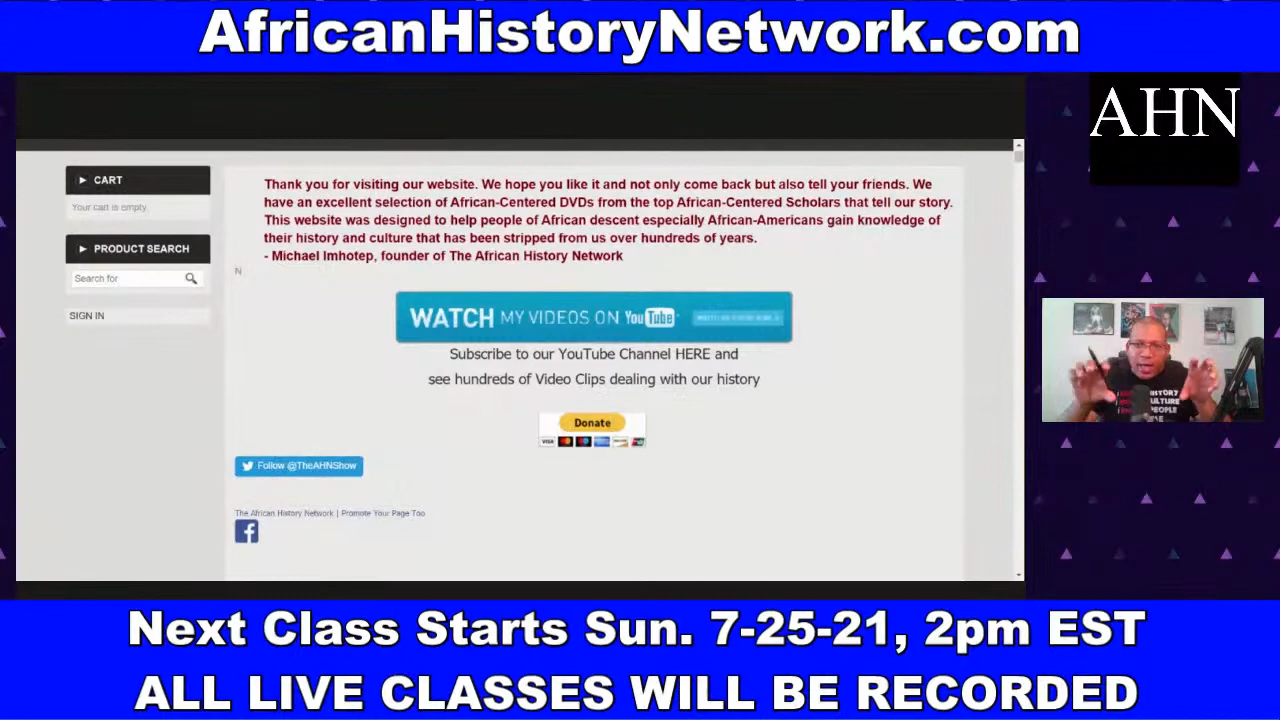 AfricanHistoryNetwork.com
AHN
CART
Your cart is empty.
PRODUCT SEARCH
Search for
SIGN IN
Thank you for visiting our website. We hope you like it and not only come back but also tell your friends. We
have an excellent selection of African-Centered DVDs from the top African-Centered Scholars that tell our story.
This website was designed to help people of African descent especially African-Americans gain knowledge of
their history and culture that has been stripped from us over hundreds of years.
- Michael Imhotep, founder of The African History Network
N
WATCH MY VIDEOS ON YouTube
Subscribe to our YouTube Channel HERE and
see hundreds of Video Clips dealing with our history
Donate
VISA
Follow @TheAHNShow
The African History Network | Promote Your Page Too
f
HISTORY
CULTURE
PEOPLE
Next Class Starts Sun. 7-25-21, 2pm EST
ALL LIVE CLASSES WILL BE RECORDED